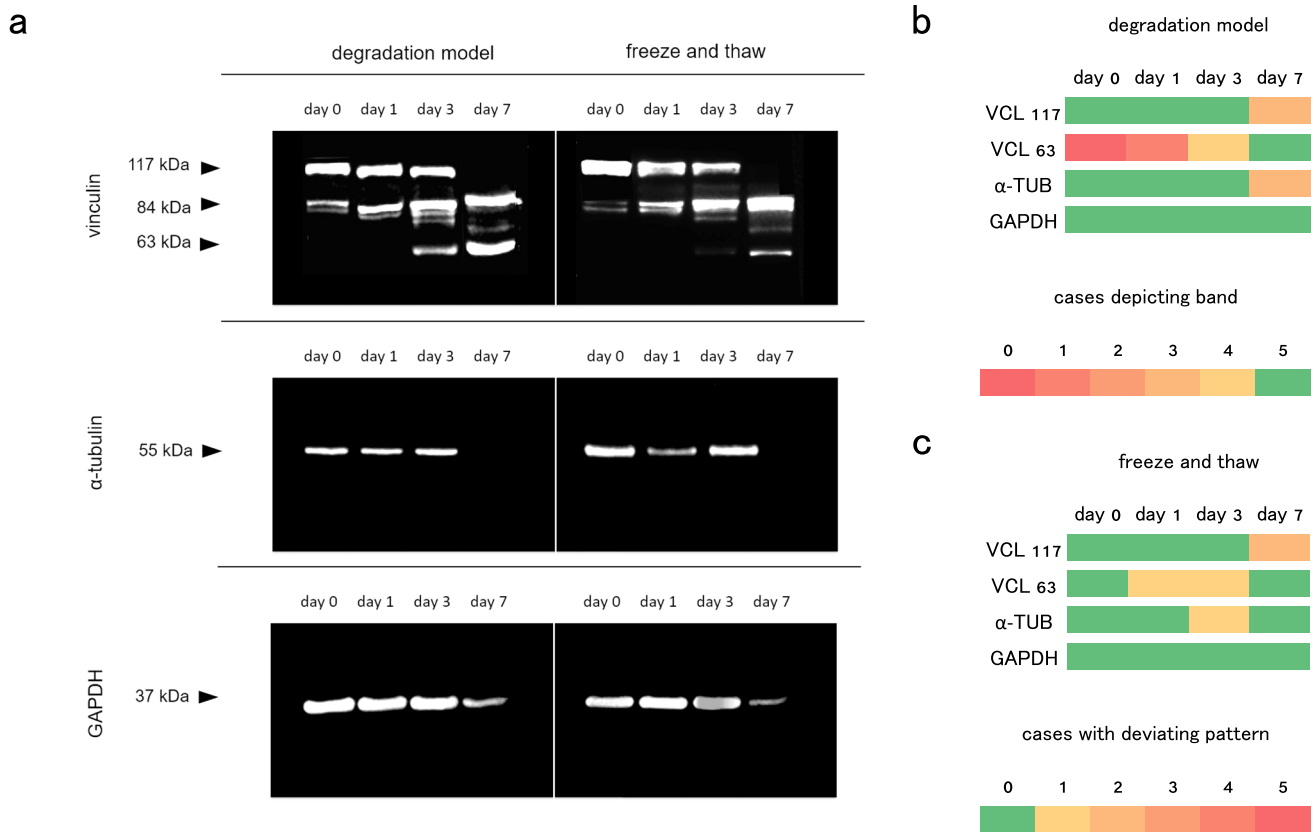 a
degradation model
freeze and thaw
day 0 day 1 day 3 day 7 day 0 day 1 day 3 day 7
vinculin
117 kDa
84 kDa
63 kDa
day 0 day 1 day 3 day 7 day 0 day 1 day 3 day 7
α-tubulin
55 kDa
day 0 day 1 day 3 day 7 day 0 day 1 day 3 day 7
GAPDH
37 kDa
b
degradation model
day 0 day 1 day 3 day 7
VCL 117
VCL 63
α-TUB
GAPDH
cases depicting band
0 1 2 3 4 5
c
freeze and thaw
day 0 day 1 day 3 day 7
VCL 117
VCL 63
α-TUB
GAPDH
cases with deviating pattern
0 1 2 3 4 5